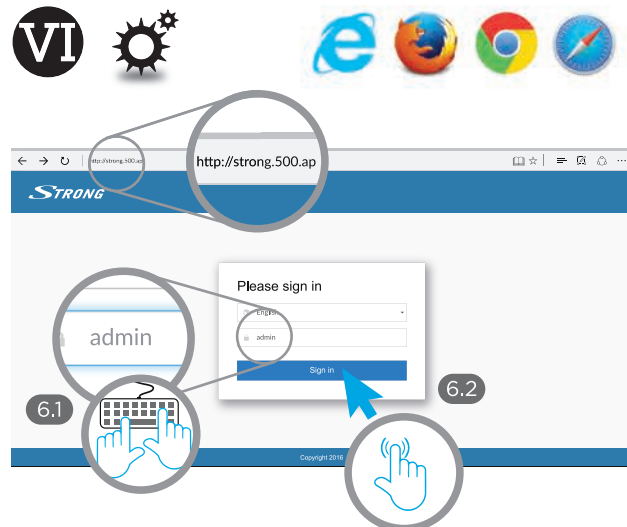 VI
http://strong.500.ap
http://strong.500.ap
STRONG
Please sign in
English
admin
admin
Sign in
6.1
6.2
Copyright 2016